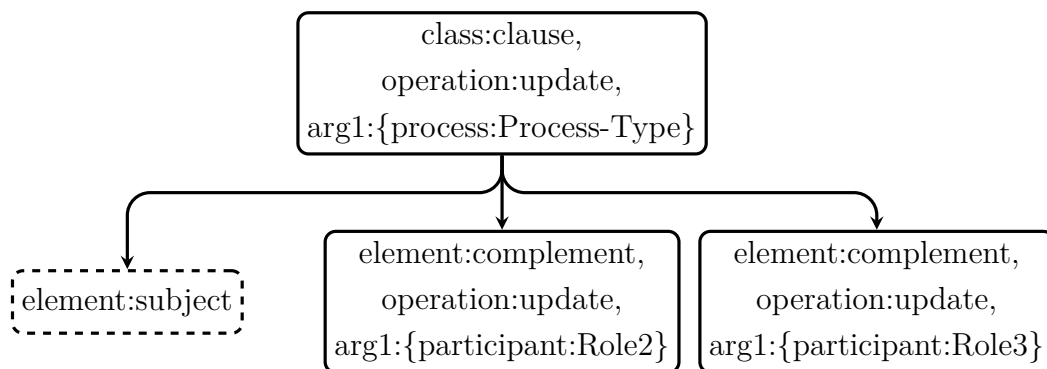 class:clause,
operation:update,
arg1:{process:Process-Type}
element:subject
element:complement,
operation:update,
arg1:{participant:Role2}
element:complement,
operation:update,
arg1:{participant:Role3}